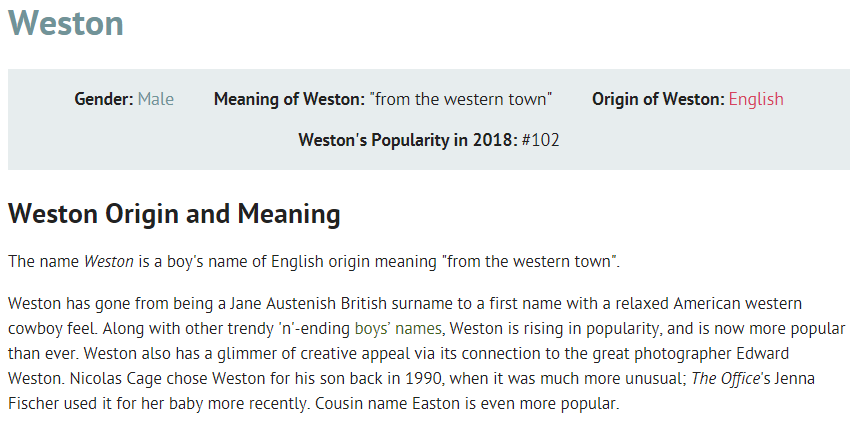 Weston
Gender: Male Meaning of Weston: "from the western town" Origin of Weston: English
Weston's Popularity in 2018: #102
Weston Origin and Meaning
The name Weston is a boy's name of English origin meaning "from the western town".
Weston has gone from being a Jane Austenish British surname to a first name with a relaxed American western
cowboy feel. Along with other trendy 'n'-ending boys’ names, Weston is rising in popularity, and is now more popular
than ever. Weston also has a glimmer of creative appeal via its connection to the great photographer Edward
Weston. Nicolas Cage chose Weston for his son back in 1990, when it was much more unusual; The Office's Jenna
Fischer used it for her baby more recently. Cousin name Easton is even more popular.